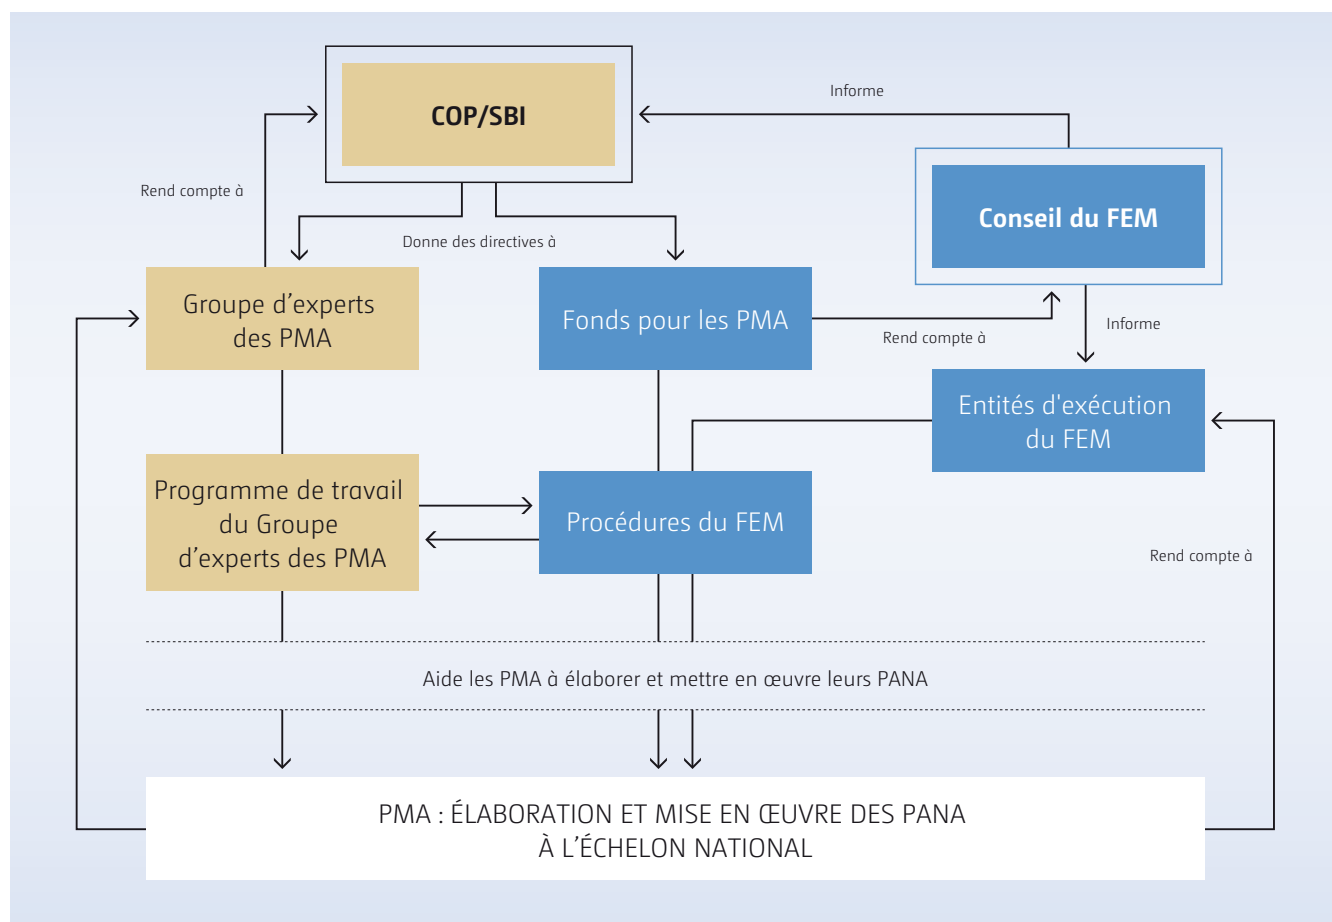 Informe
COP/SBI
Rend compte à
Conseil du FEM
Donne des directives à
Groupe d’experts
des PMA
Fonds pour les PMA
Rend compte à
Informe
Entités d'exécution
du FEM
Programme de travail
du Groupe
d’experts des PMA
Procédures du FEM
Rend compte à
Aide les PMA à élaborer et mettre en œuvre leurs PANA
PMA : ÉLABORATION ET MISE EN ŒUVRE DES PANA
À L’ÉCHELON NATIONAL